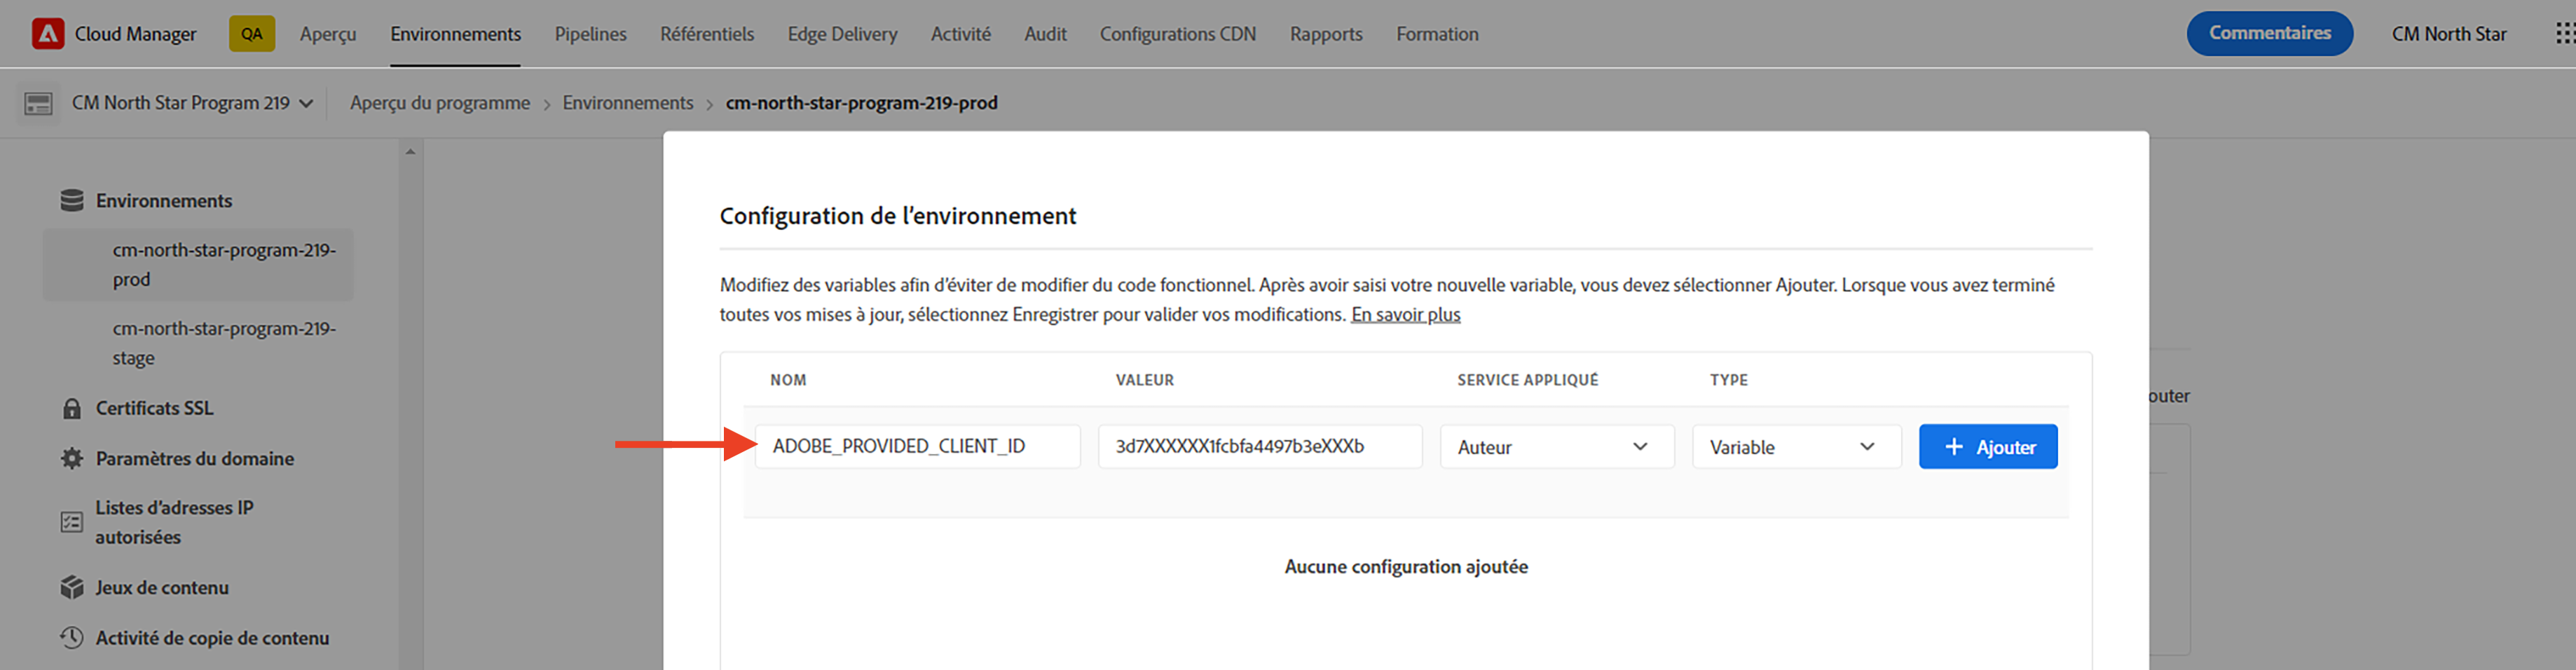 Cloud Manager QA Aperçu Environnements Pipelines Référentiels Edge Delivery Activité Audit Configurations CDN Rapports Formation Commentaires CM North Star
CM North Star Program 219 Aperçu du programme > Environnements > cm-north-star-program-219-prod
Environnements
cm-north-star-program-219-
prod
cm-north-star-program-219-
stage
Certificats SSL
Paramètres du domaine
Listes d'adresses IP
autorisées
Jeux de contenu
Activité de copie de contenu
Configuration de l'environnement
Modifiez des variables afin d'éviter de modifier du code fonctionnel. Après avoir saisi votre nouvelle variable, vous devez sélectionner Ajouter. Lorsque vous avez terminé
toutes vos mises à jour, sélectionnez Enregistrer pour valider vos modifications. En savoir plus
NOM VALEUR SERVICE APPLIQUÉ TYPE
ADOBE_PROVIDED_CLIENT_ID 3d7XXXXXX1fcbfa4497b3eXXXb Auteur Variable + Ajouter
Aucune configuration ajoutée
outer